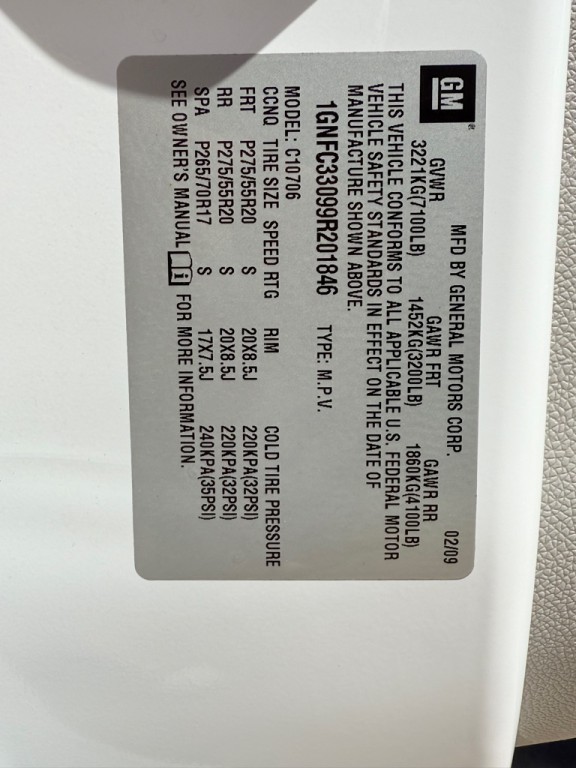 GM
MFD BY GENERAL MOTORS CORP. 02/09
GVWR GAWR FRT GAWR RR
3221KG(7100LB) 1452KG(3200LB) 1860KG(4100LB)
THIS VEHICLE CONFORMS TO ALL APPLICABLE U.S. FEDERAL MOTOR
VEHICLE SAFETY STANDARDS IN EFFECT ON THE DATE OF
MANUFACTURE SHOWN ABOVE.
1GNFC33099R201846 TYPE: M.P.V.
MODEL: C10706
CCNQ TIRE SIZE SPEED RTG RIM COLD TIRE PRESSURE
FRT P275/55R20 S 20X8.5J 220KPA(32PSI)
RR P275/55R20 S 20X8.5J 220KPA(32PSI)
SPA P265/70R17 S 17X7.5J 240KPA(35PSI)
SEE OWNER'S MANUAL i FOR MORE INFORMATION.